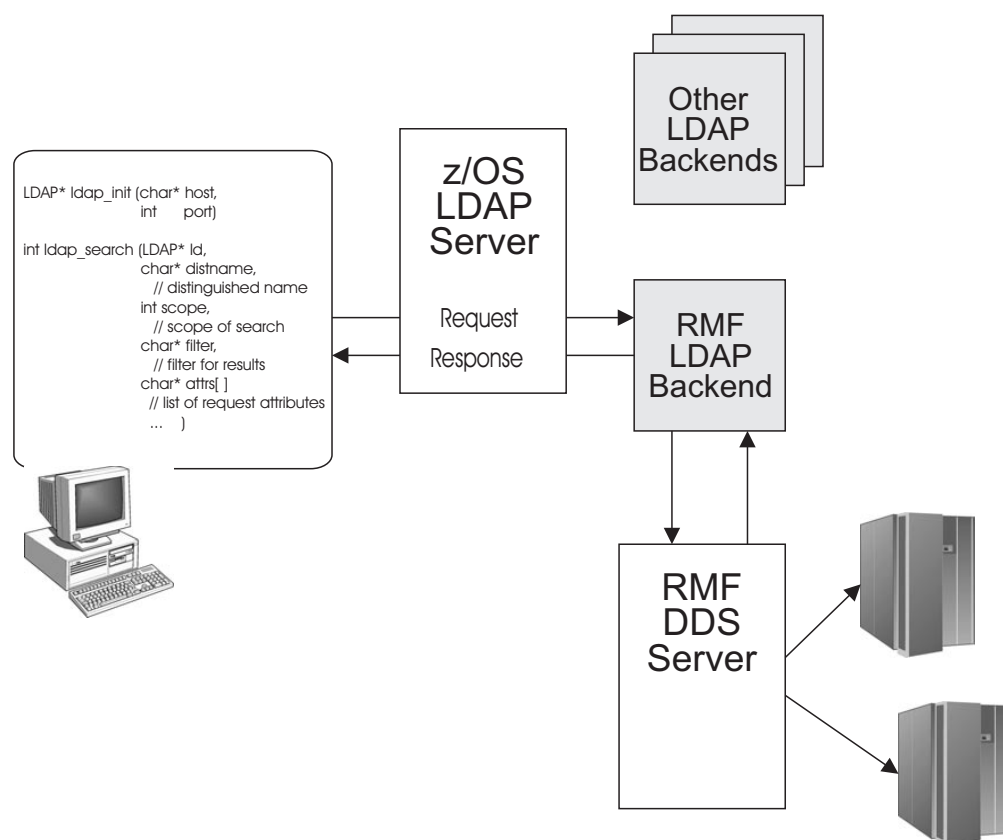 Other
LDAP
Backends
z/OS
LDAP
Server
LDAP* ldap_init (char* host,
int port)
int ldap_search (LDAP* ld,
char* distname,
// distinguished name
int scope,
// scope of search
char* filter,
// filter for results
char* attrs[ ]
// list of request attributes
... )
Request
Response
RMF
LDAP
Backend
RMF
DDS
Server